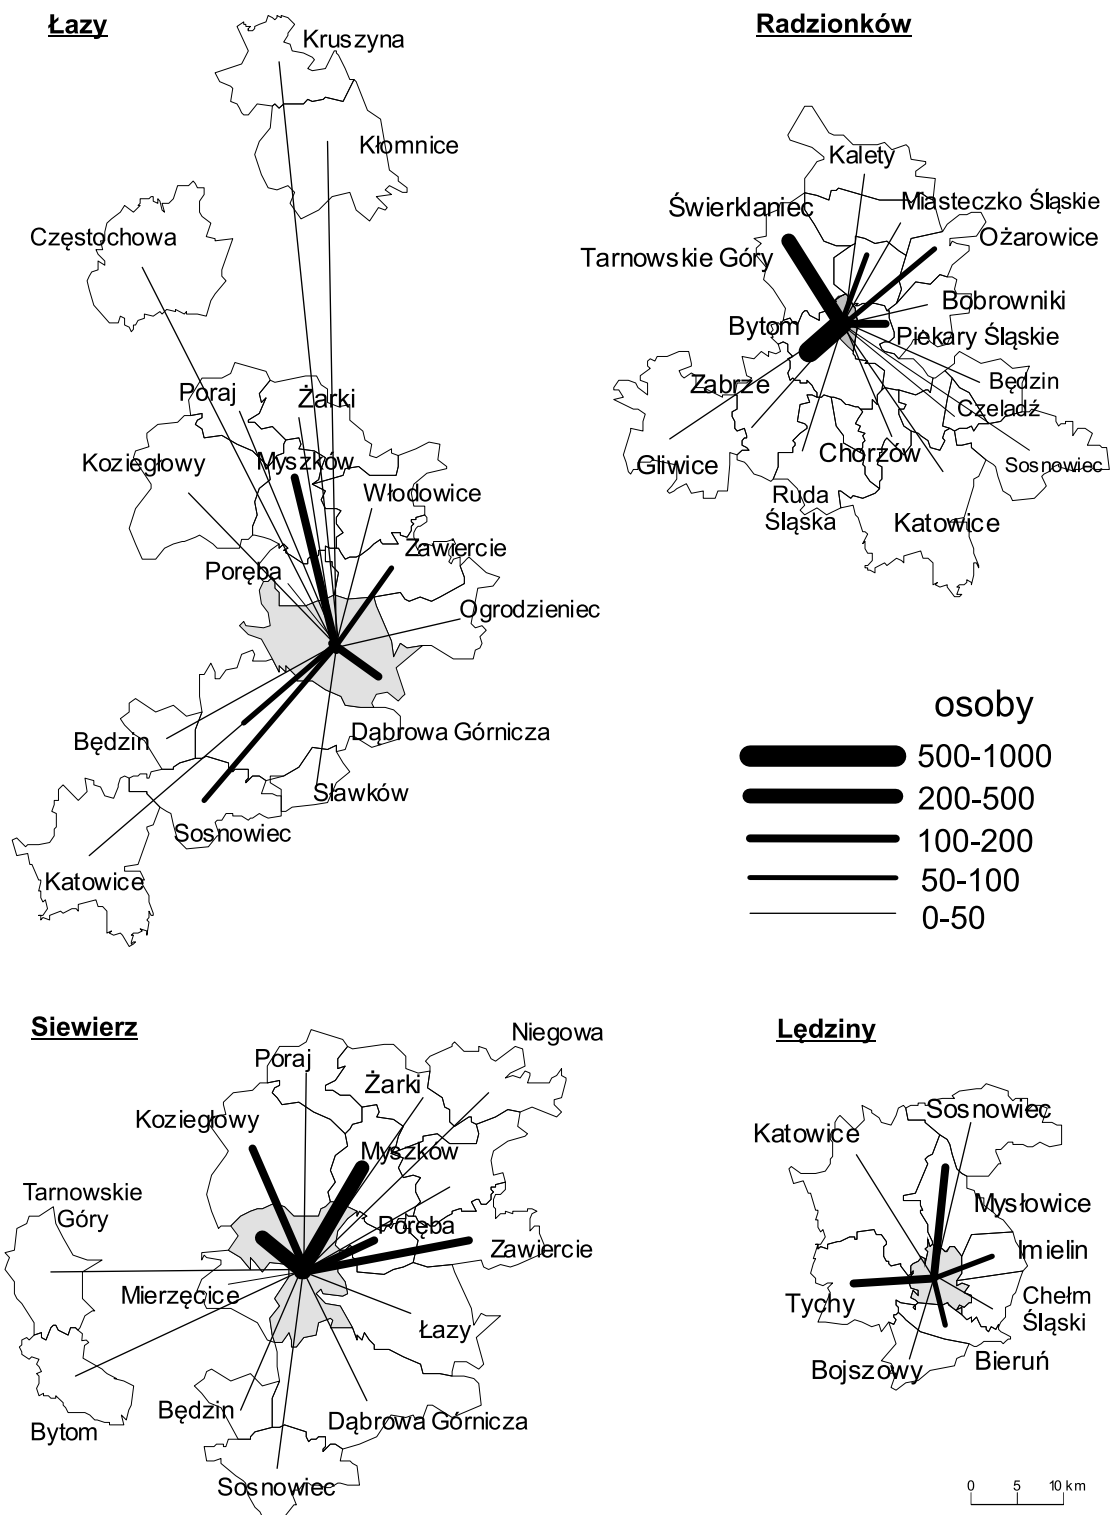 Łazy
Kruszyna
Kłomnice
Częstochowa
Poraj
Żarki
Koziegłowy
Myszków
Włodowice
Zawiercie
Poręba
Ogrodzieniec
Dąbrowa Górnicza
Będzin
Sławków
Sosnowiec
Katowice
Radzionków
Kalety
Świerklaniec
Miasteczko Śląskie
Ożarowice
Tarnowskie Góry
Bobrowniki
Bytom
Piekary Śląskie
Będzin
Zabrze
Czeladź
Chorzów
Gliwice
Sosnowiec
Ruda
Śląska
Katowice
osoby
500-1000
200-500
100-200
50-100
0-50
Siewierz
Niegowa
Poraj
Żarki
Koziegłowy
Myszków
Tarnowskie
Góry
Poręba
Zawiercie
Mierzęcice
Łazy
Będzin
Dąbrowa Górnicza
Bytom
Sosnowiec
Lędziny
Sosnowiec
Katowice
Mysłowice
Imielin
Tychy
Chełm
Śląski
Bieruń
Bojszowy
0 5 10 km